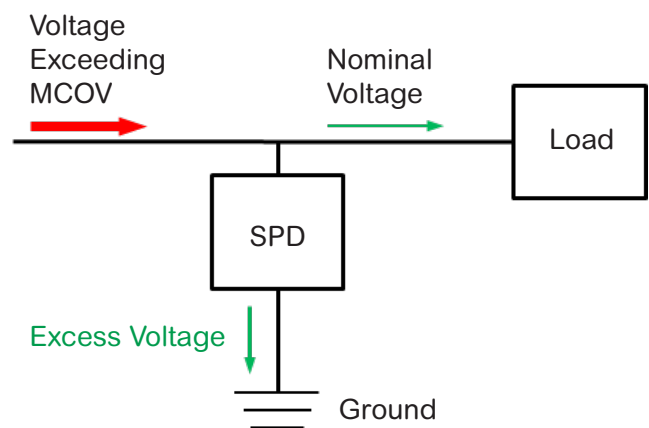 Voltage
Exceeding
MCOV
Nominal
Voltage
Load
SPD
Excess Voltage
Ground